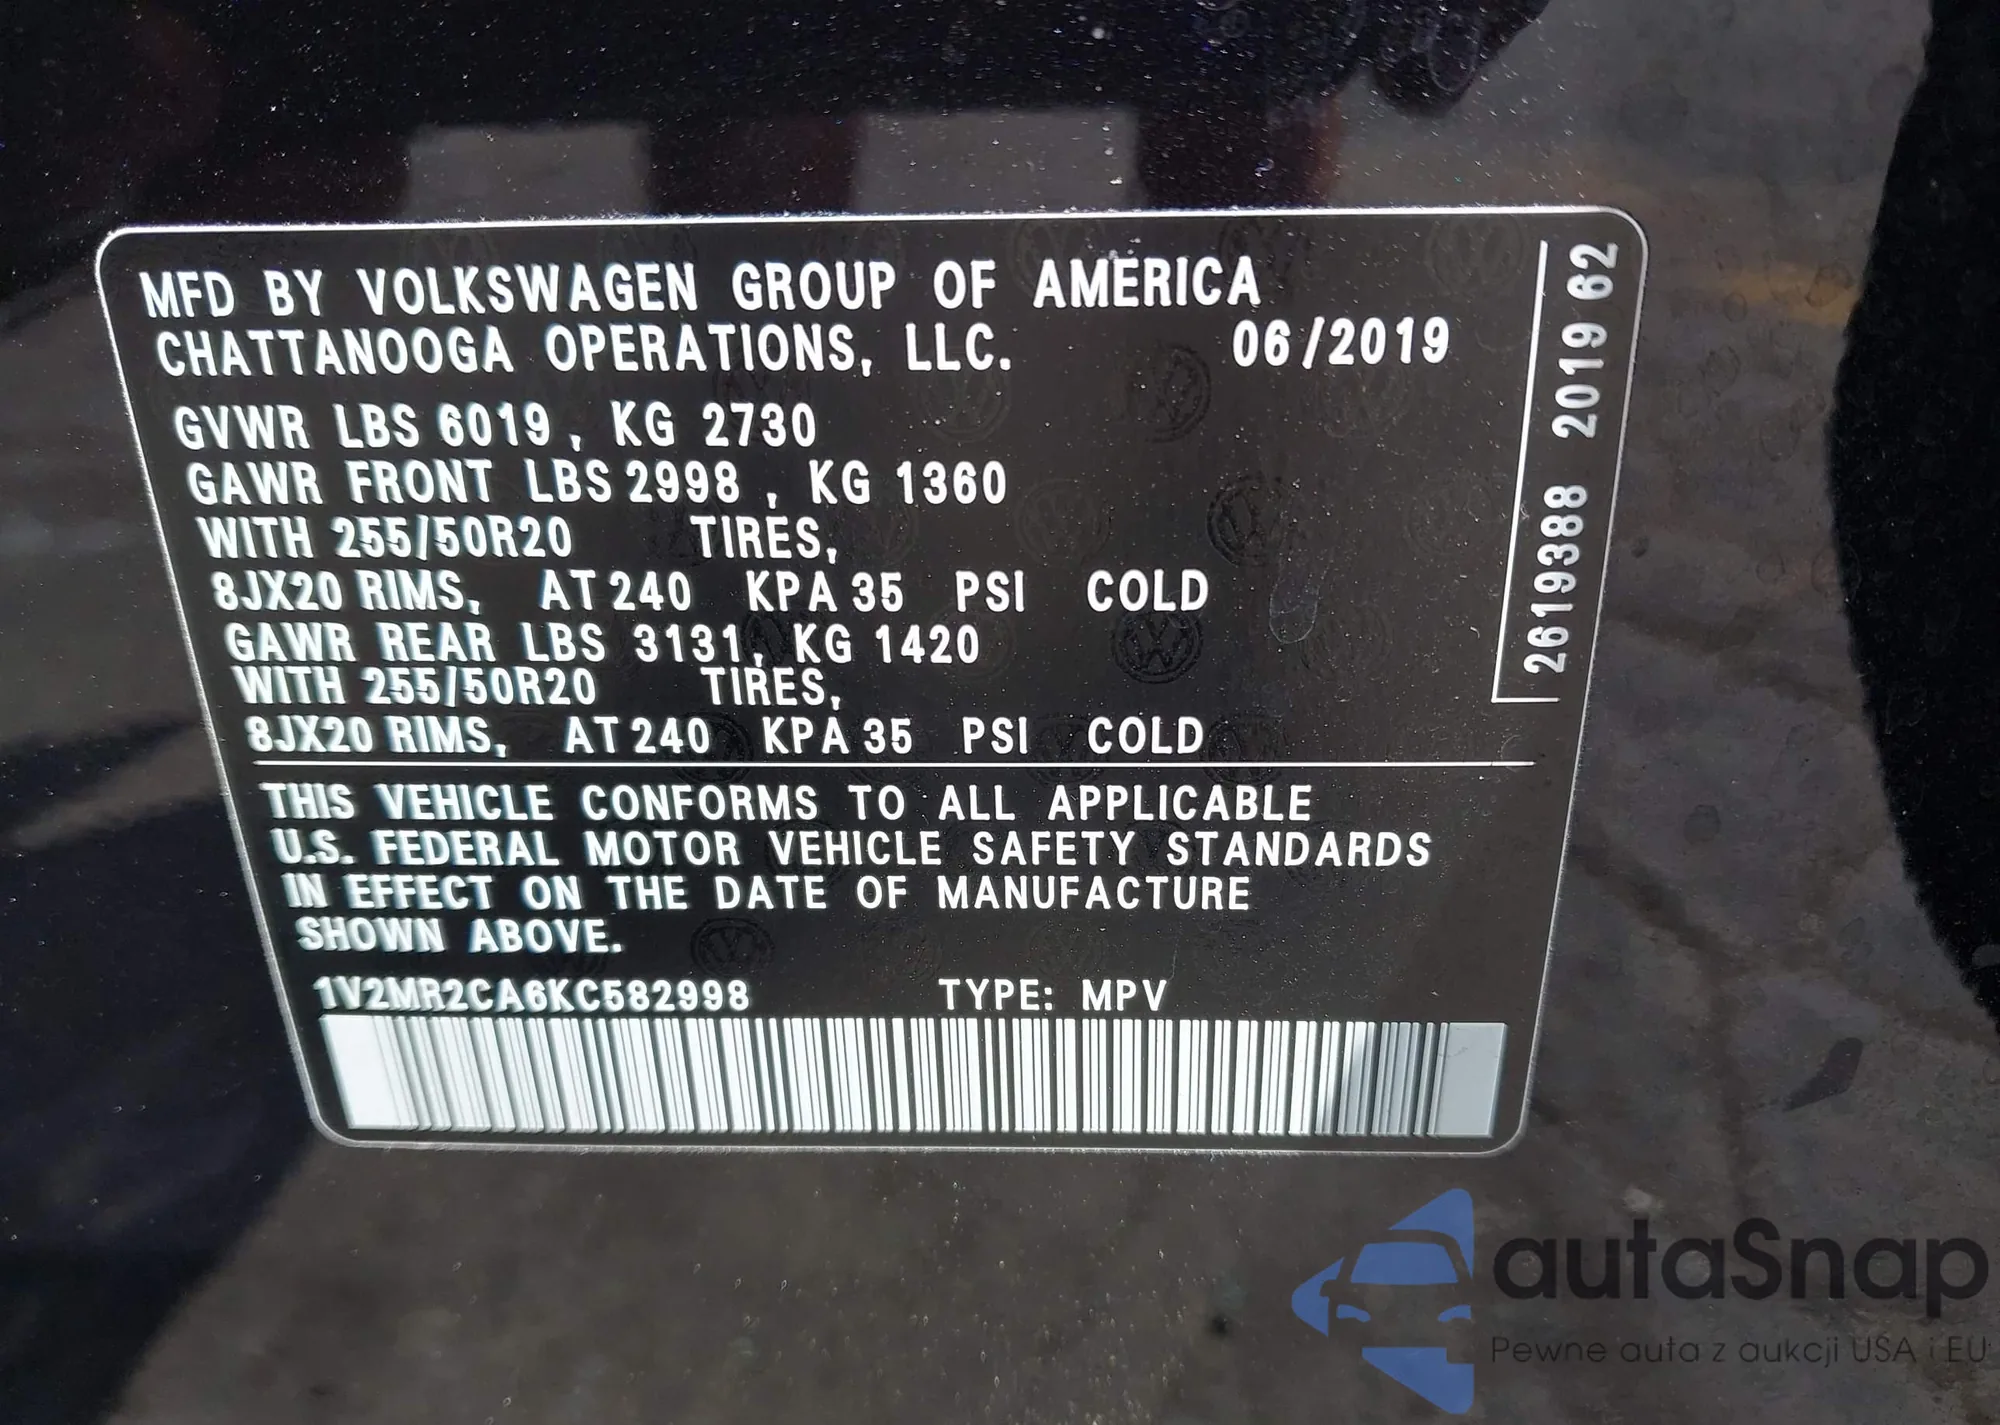 MFD BY VOLKSWAGEN GROUP OF AMERICA
CHATTANOOGA OPERATIONS, LLC. 06/2019
GVWR LBS 6019, KG 2730
GAWR FRONT LBS 2998, KG 1360
WITH 255/50R20 TIRES,
8JX20 RIMS, AT 240 KPA 35 PSI COLD
GAWR REAR LBS 3131, KG 1420
WITH 255/50R20 TIRES,
8JX20 RIMS, AT 240 KPA 35 PSI COLD
THIS VEHICLE CONFORMS TO ALL APPLICABLE
U.S. FEDERAL MOTOR VEHICLE SAFETY STANDARDS
IN EFFECT ON THE DATE OF MANUFACTURE
SHOWN ABOVE.
1V2MR2CA6KC582998 TYPE: MPV
2619388 2019 62
autaSnap
Pewne auta z aukcji USA i EU